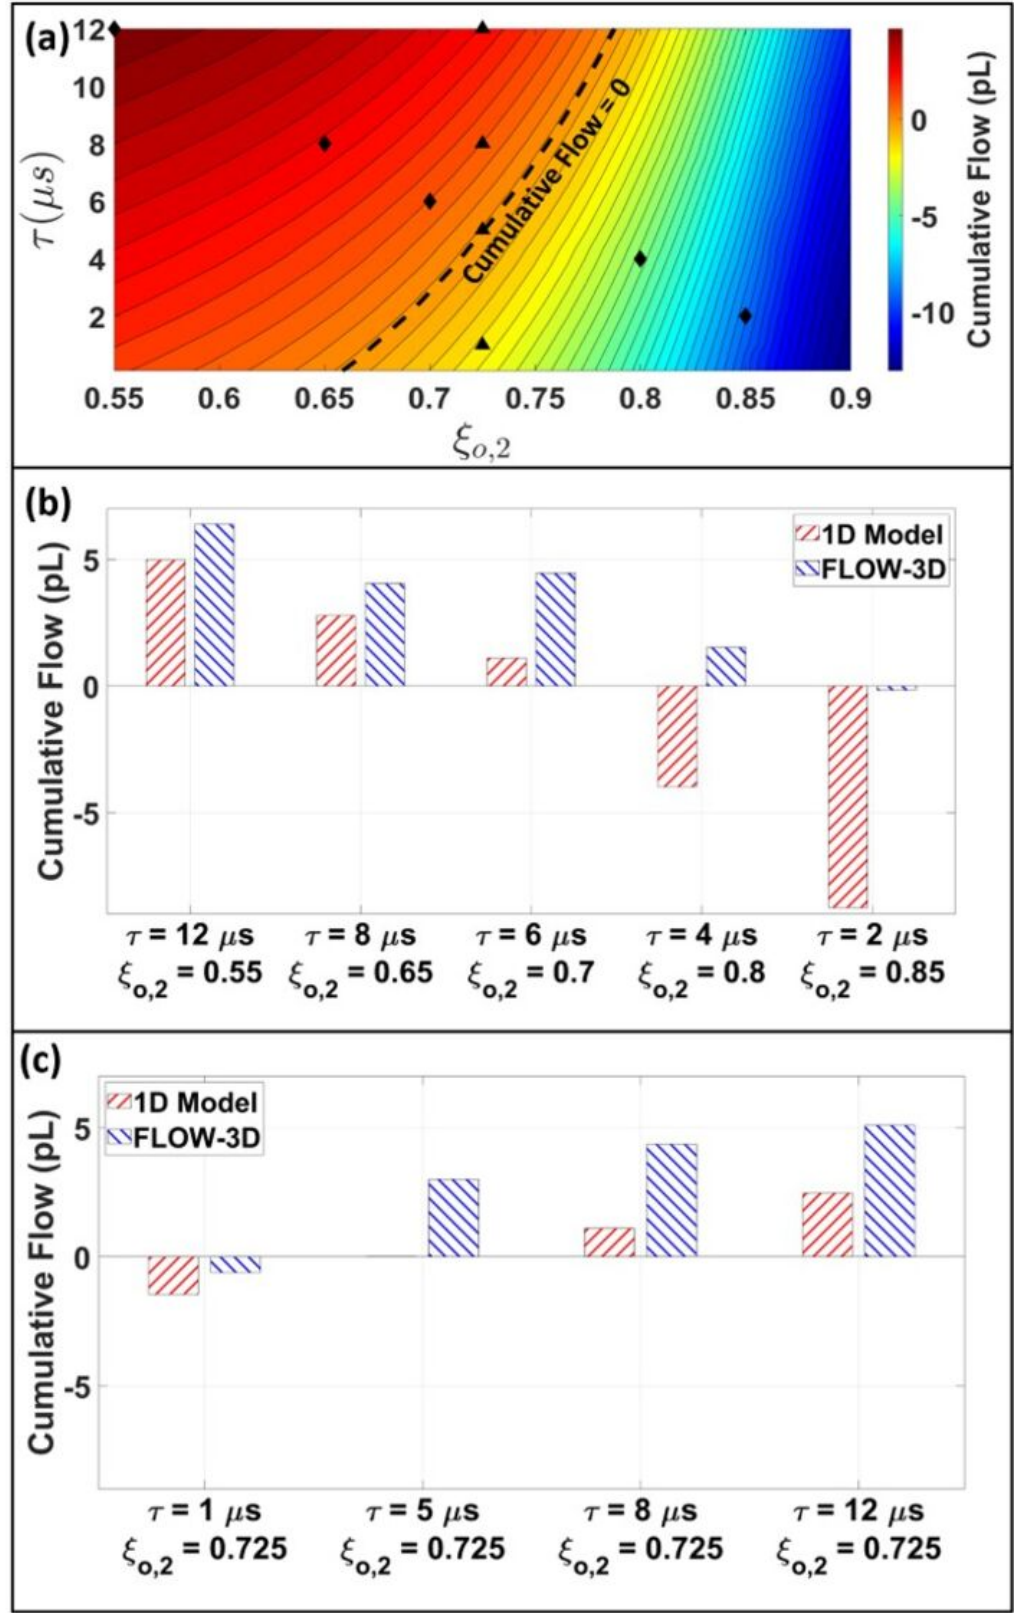 (a)
12
10
8
6
4
2
τ(μs)
Cumulative Flow = 0
0
-5
-10
Cumulative Flow (pL)
0.55 0.6 0.65 0.7 0.75 0.8 0.85 0.9
ξo,2
(b)
1D Model
FLOW-3D
5
0
-5
Cumulative Flow (pL)
τ = 12 μs τ = 8 μs τ = 6 μs τ = 4 μs τ = 2 μs
ξo,2 = 0.55 ξo,2 = 0.65 ξo,2 = 0.7 ξo,2 = 0.8 ξo,2 = 0.85
(c)
1D Model
FLOW-3D
5
0
-5
Cumulative Flow (pL)
τ = 1 μs τ = 5 μs τ = 8 μs τ = 12 μs
ξo,2 = 0.725 ξo,2 = 0.725 ξo,2 = 0.725 ξo,2 = 0.725